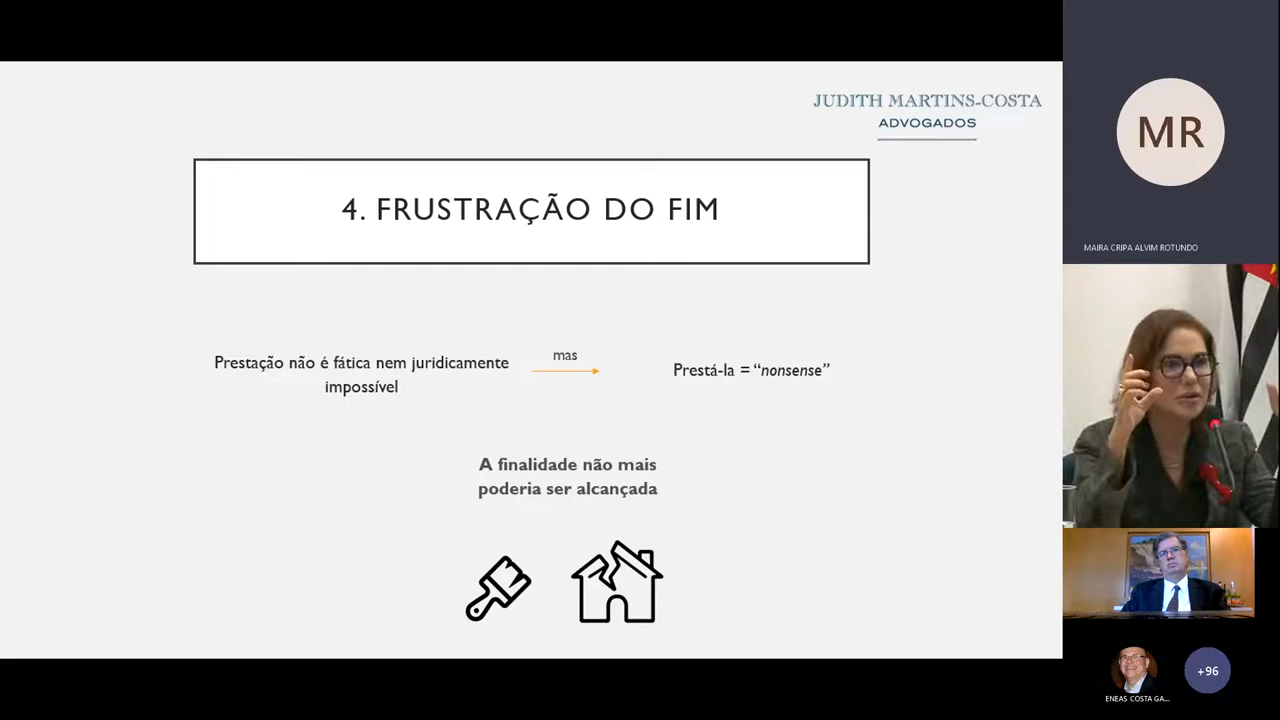 JUDITH MARTINS-COSTA
ADVOGADOS
4. FRUSTRAÇÃO DO FIM
Prestação não é fática nem juridicamente
impossível
mas
Prestá-la = “nonsense”
A finalidade não mais
poderia ser alcançada
MR
MAIRA CRIPA ALVIM ROTUNDO
ENEAS COSTA GA...
+96